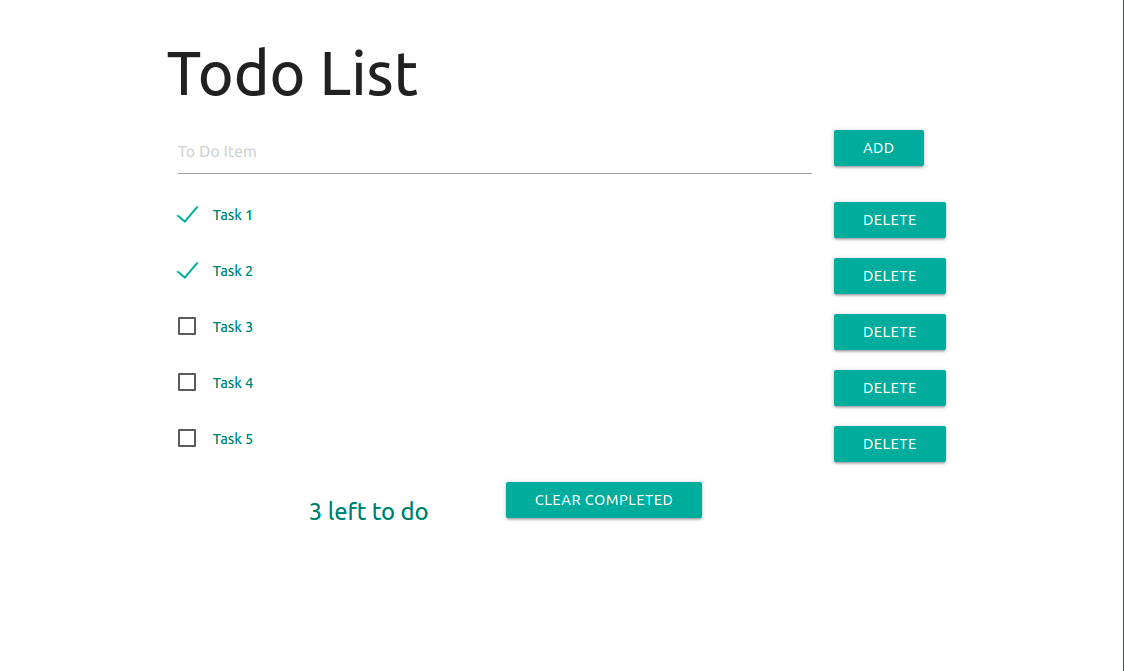 Todo List
To Do Item
ADD
Task 1
DELETE
Task 2
DELETE
Task 3
DELETE
Task 4
DELETE
Task 5
DELETE
3 left to do
CLEAR COMPLETED